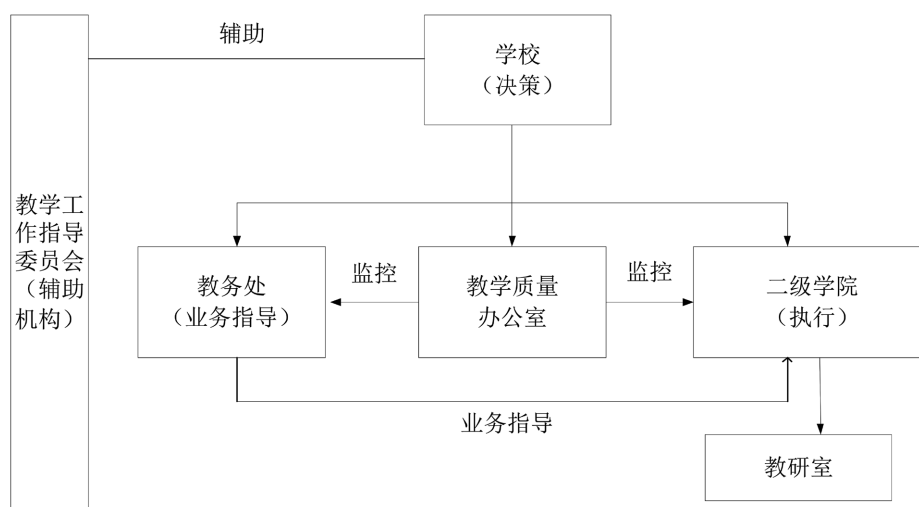 辅助
学校
（决策）
教学工
作指导
委员会
（辅助
机构）
教务处
（业务指导）
监控
教学质量
办公室
监控
二级学院
（执行）
业务指导
教研室